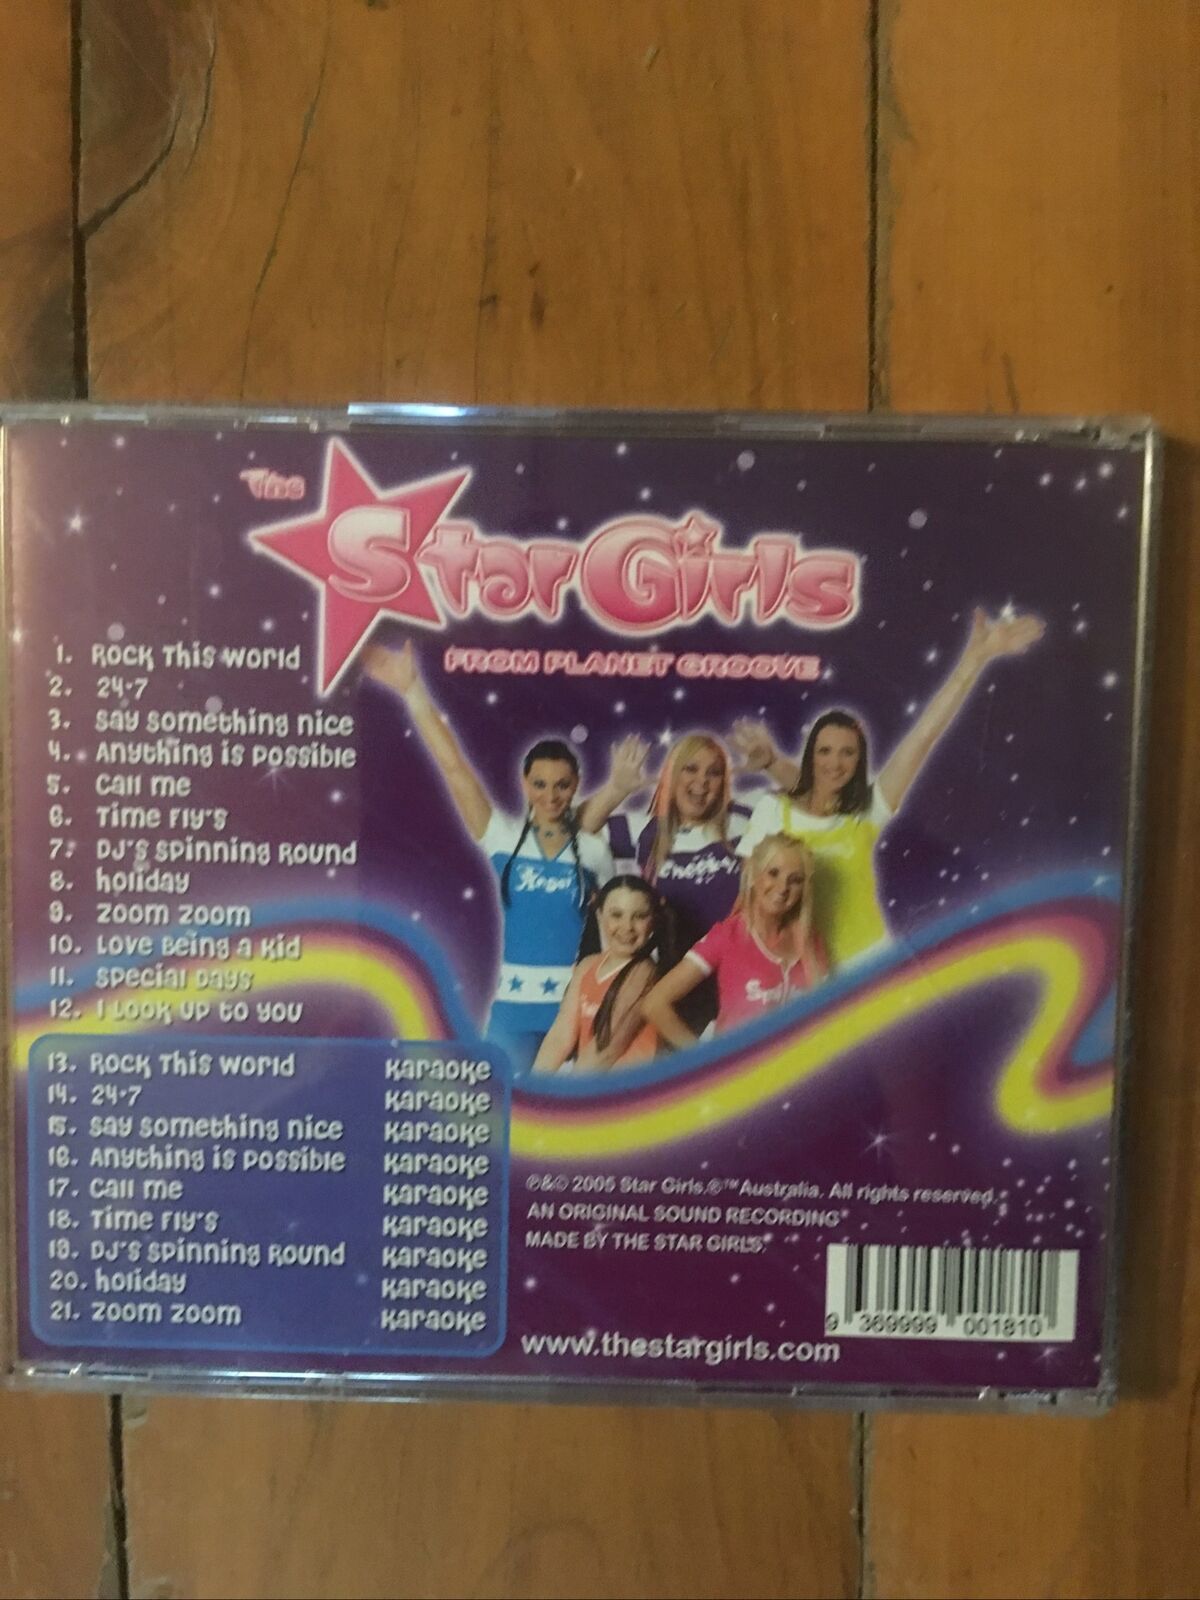 The Star Girls
FROM PLANET GROOVE
1. Rock This World
2. 24-7
3. Say Something Nice
4. Anything is Possible
5. Call Me
6. Time Fly's
7. DJ's Spinning Round
8. Holiday
9. Zoom Zoom
10. Love Being a Kid
11. Special Days
12. I Look Up to You
13. Rock This World Karaoke
14. 24-7 Karaoke
15. Say Something Nice Karaoke
16. Anything is Possible Karaoke
17. Call Me Karaoke
18. Time Fly's Karaoke
19. DJ's Spinning Round Karaoke
20. Holiday Karaoke
21. Zoom Zoom Karaoke
Angel
Cheeky
℗&© 2005 Star Girls.®™ Australia. All rights reserved.
AN ORIGINAL SOUND RECORDING
MADE BY THE STAR GIRLS.
www.thestargirls.com
9 369999 001810